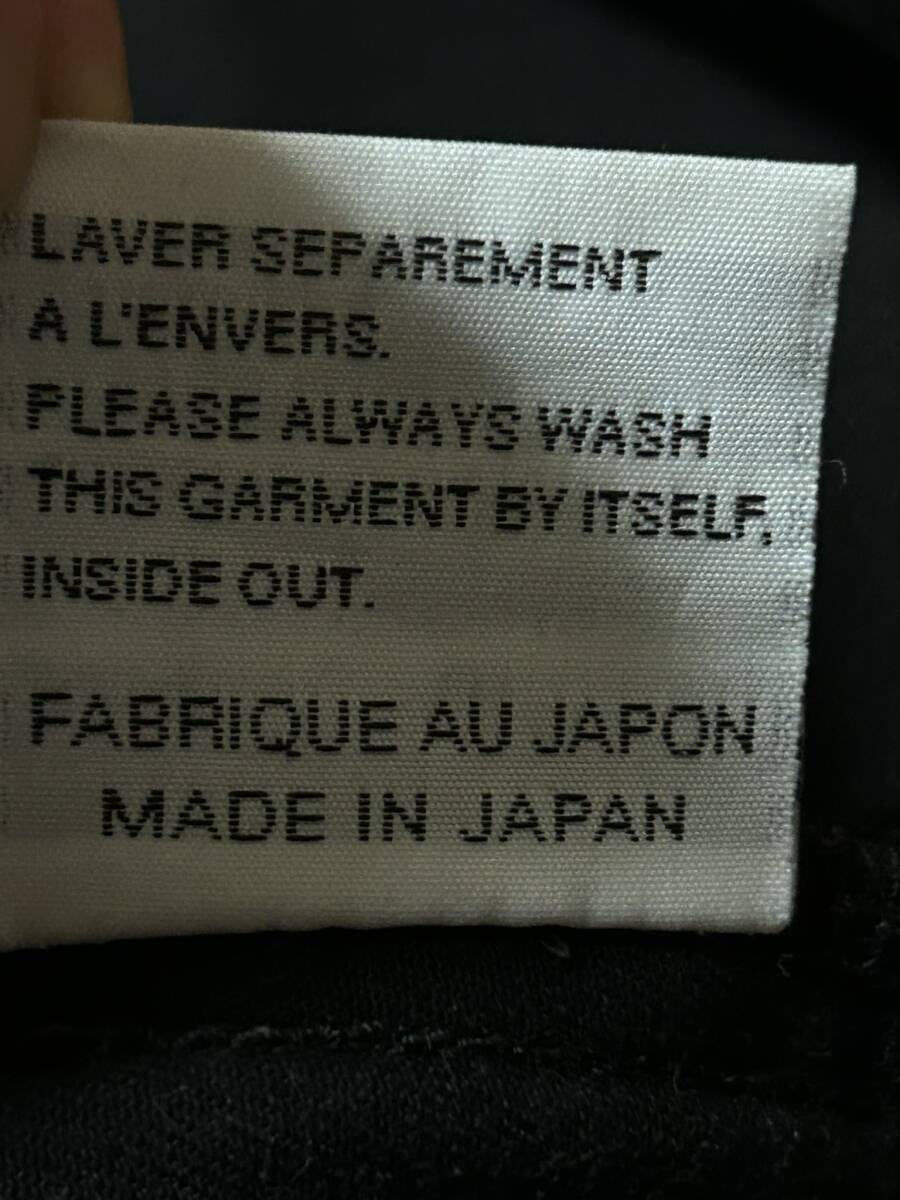 LAVER SEPAREMENT
A L'ENVERS.
PLEASE ALWAYS WASH
THIS GARMENT BY ITSELF,
INSIDE OUT.
FABRIQUE AU JAPON
MADE IN JAPAN